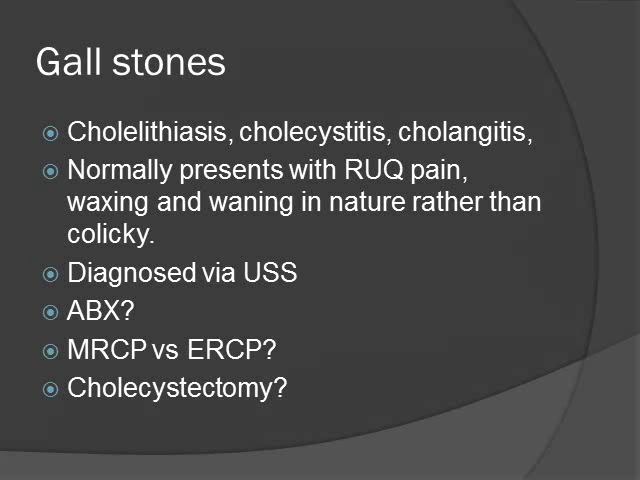 Gall stones
Cholelithiasis, cholecystitis, cholangitis,
Normally presents with RUQ pain,
waxing and waning in nature rather than
colicky.
Diagnosed via USS
ABX?
MRCP vs ERCP?
Cholecystectomy?